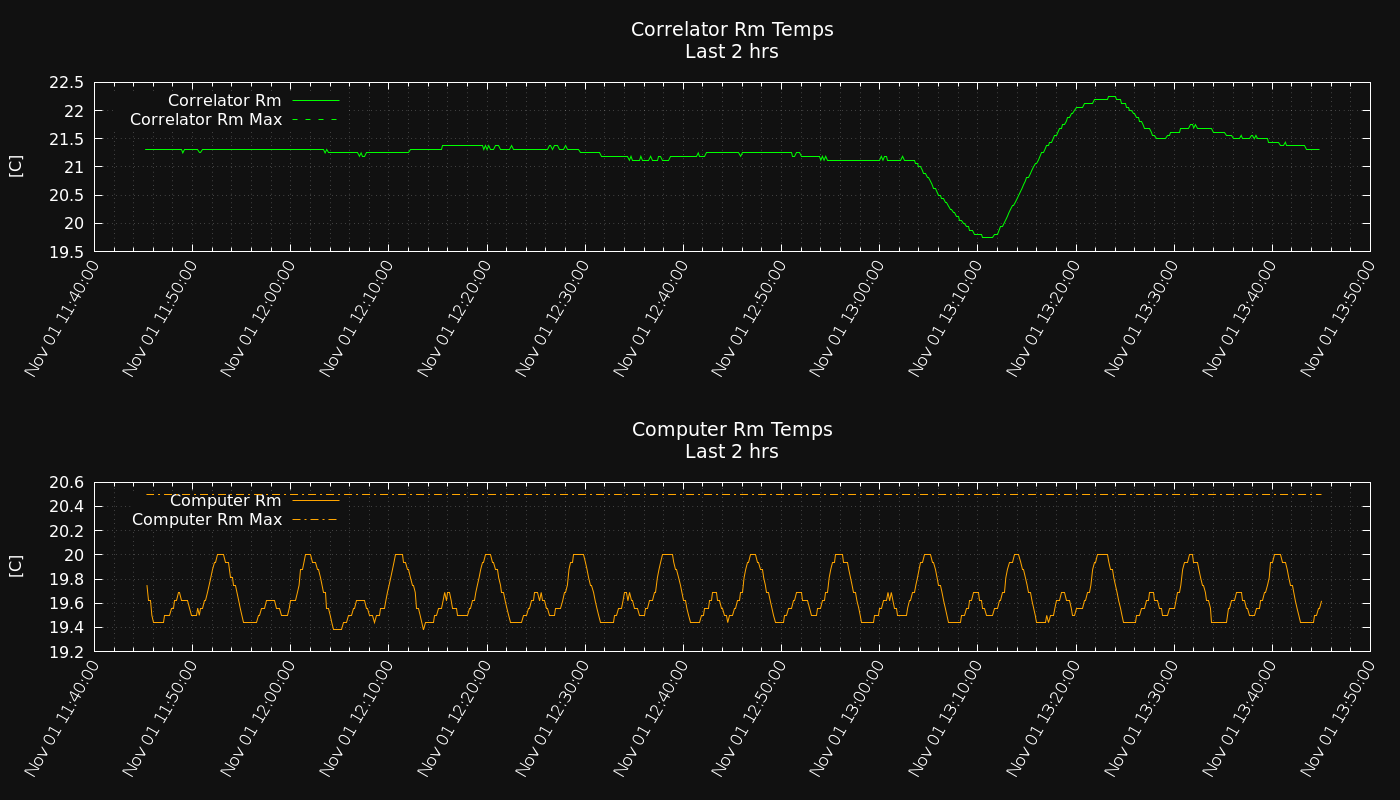 Correlator Rm Temps
Last 2 hrs
22.5
22
21.5
21
20.5
20
19.5
[C]
Correlator Rm
Correlator Rm Max
Nov 01 11:40:00
Nov 01 11:50:00
Nov 01 12:00:00
Nov 01 12:10:00
Nov 01 12:20:00
Nov 01 12:30:00
Nov 01 12:40:00
Nov 01 12:50:00
Nov 01 13:00:00
Nov 01 13:10:00
Nov 01 13:20:00
Nov 01 13:30:00
Nov 01 13:40:00
Nov 01 13:50:00
Computer Rm Temps
Last 2 hrs
20.6
20.4
20.2
20
19.8
19.6
19.4
19.2
[C]
Computer Rm
Computer Rm Max
Nov 01 11:40:00
Nov 01 11:50:00
Nov 01 12:00:00
Nov 01 12:10:00
Nov 01 12:20:00
Nov 01 12:30:00
Nov 01 12:40:00
Nov 01 12:50:00
Nov 01 13:00:00
Nov 01 13:10:00
Nov 01 13:20:00
Nov 01 13:30:00
Nov 01 13:40:00
Nov 01 13:50:00